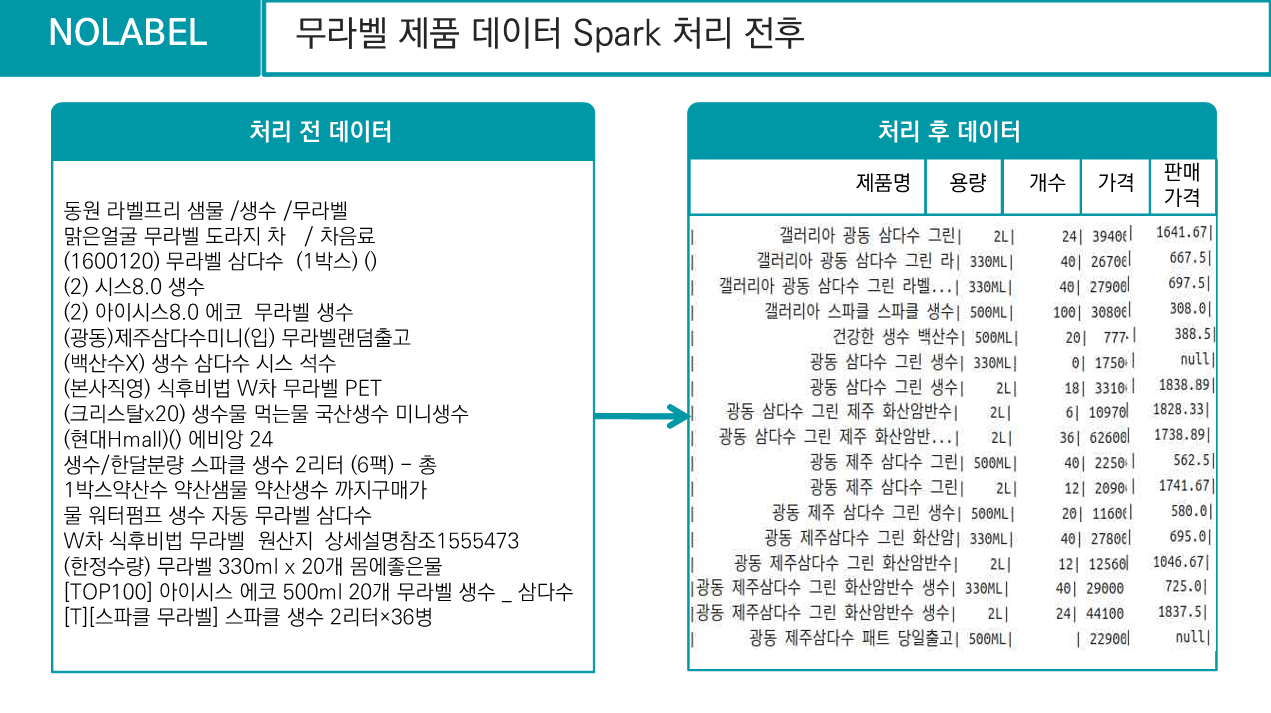 NOLABEL
무라벨 제품 데이터 Spark 처리 전후
처리 전 데이터
동원 라벨프리 샘물 /생수 /무라벨
맑은얼굴 무라벨 도라지 차 / 차음료
(1600120) 무라벨 삼다수 (1박스) ()
(2) 시스8.0 생수
(2) 아이시스8.0 에코 무라벨 생수
(광동)제주삼다수미니(입) 무라벨랜덤출고
(백산수X) 생수 삼다수 시스 석수
(본사직영) 식후비법 W차 무라벨 PET
(크리스탈x20) 생수물 먹는물 국산생수 미니생수
(현대Hmall)() 에비앙 24
생수/한달분량 스파클 생수 2리터 (6팩) – 총
1박스약산수 약산샘물 약산생수 까지구매가
물 워터펌프 생수 자동 무라벨 삼다수
W차 식후비법 무라벨 원산지 상세설명참조1555473
(한정수량) 무라벨 330ml x 20개 몸에좋은물
[TOP100] 아이시스 에코 500ml 20개 무라벨 생수 _ 삼다수
[T][스파클 무라벨] 스파클 생수 2리터×36병
처리 후 데이터
제품명 용량 개수 가격 판매 가격
| 갤러리아 광동 삼다수 그린| 2L| 24| 39400| 1641.67|
| 갤러리아 광동 삼다수 그린 라| 330ML| 40| 26700| 667.5|
| 갤러리아 광동 삼다수 그린 라벨...| 330ML| 40| 27900| 697.5|
| 갤러리아 스파클 스파클 생수| 500ML| 100| 30800| 308.0|
| 건강한 생수 백산수| 500ML| 20| 777| 388.5|
| 광동 삼다수 그린 생수| 330ML| 0| 1750| null|
| 광동 삼다수 그린 생수| 2L| 18| 3310| 1838.89|
| 광동 삼다수 그린 제주 화산암반수| 2L| 6| 10970| 1828.33|
| 광동 삼다수 그린 제주 화산암반...| 2L| 36| 62600| 1738.89|
| 광동 제주 삼다수 그린| 500ML| 40| 2250| 562.5|
| 광동 제주 삼다수 그린| 2L| 12| 2090| 1741.67|
| 광동 제주 삼다수 그린 생수| 500ML| 20| 11600| 580.0|
| 광동 제주삼다수 그린 화산암| 330ML| 40| 27800| 695.0|
| 광동 제주삼다수 그린 화산암반수| 2L| 12| 12560| 1046.67|
|광동 제주삼다수 그린 화산암반수 생수| 330ML| 40| 29000 725.0|
|광동 제주삼다수 그린 화산암반수 생수| 2L| 24| 44100 1837.5|
| 광동 제주삼다수 패트 당일출고| 500ML| | 22900| null|